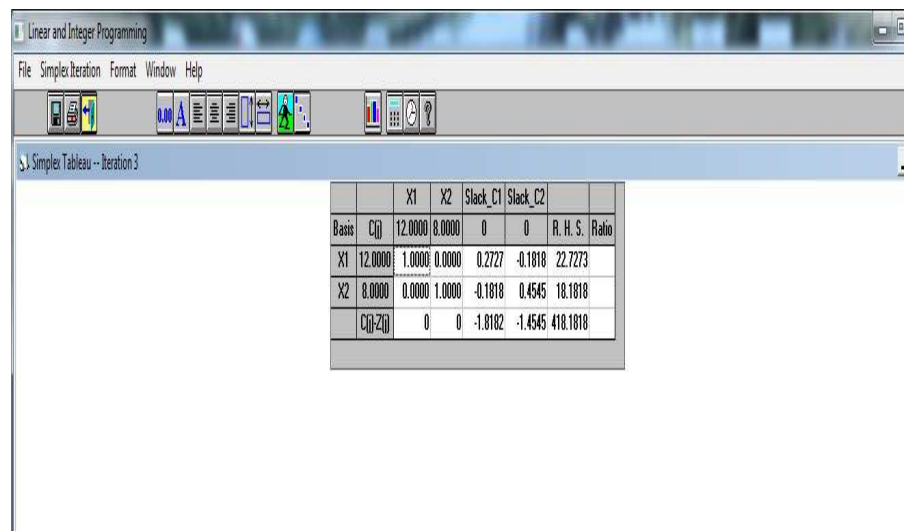 Linear and Integer Programming
File Simplex Iteration Format Window Help
0.00 A ?
Simplex Tableau -- Iteration 3
X1 X2 Slack_C1 Slack_C2
Basis C(j) 12.0000 8.0000 0 0 R. H. S. Ratio
X1 12.0000 1.0000 0.0000 0.2727 -0.1818 22.7273
X2 8.0000 0.0000 1.0000 -0.1818 0.4545 18.1818
C(j)-Z(j) 0 0 -1.8182 -1.4545 418.1818